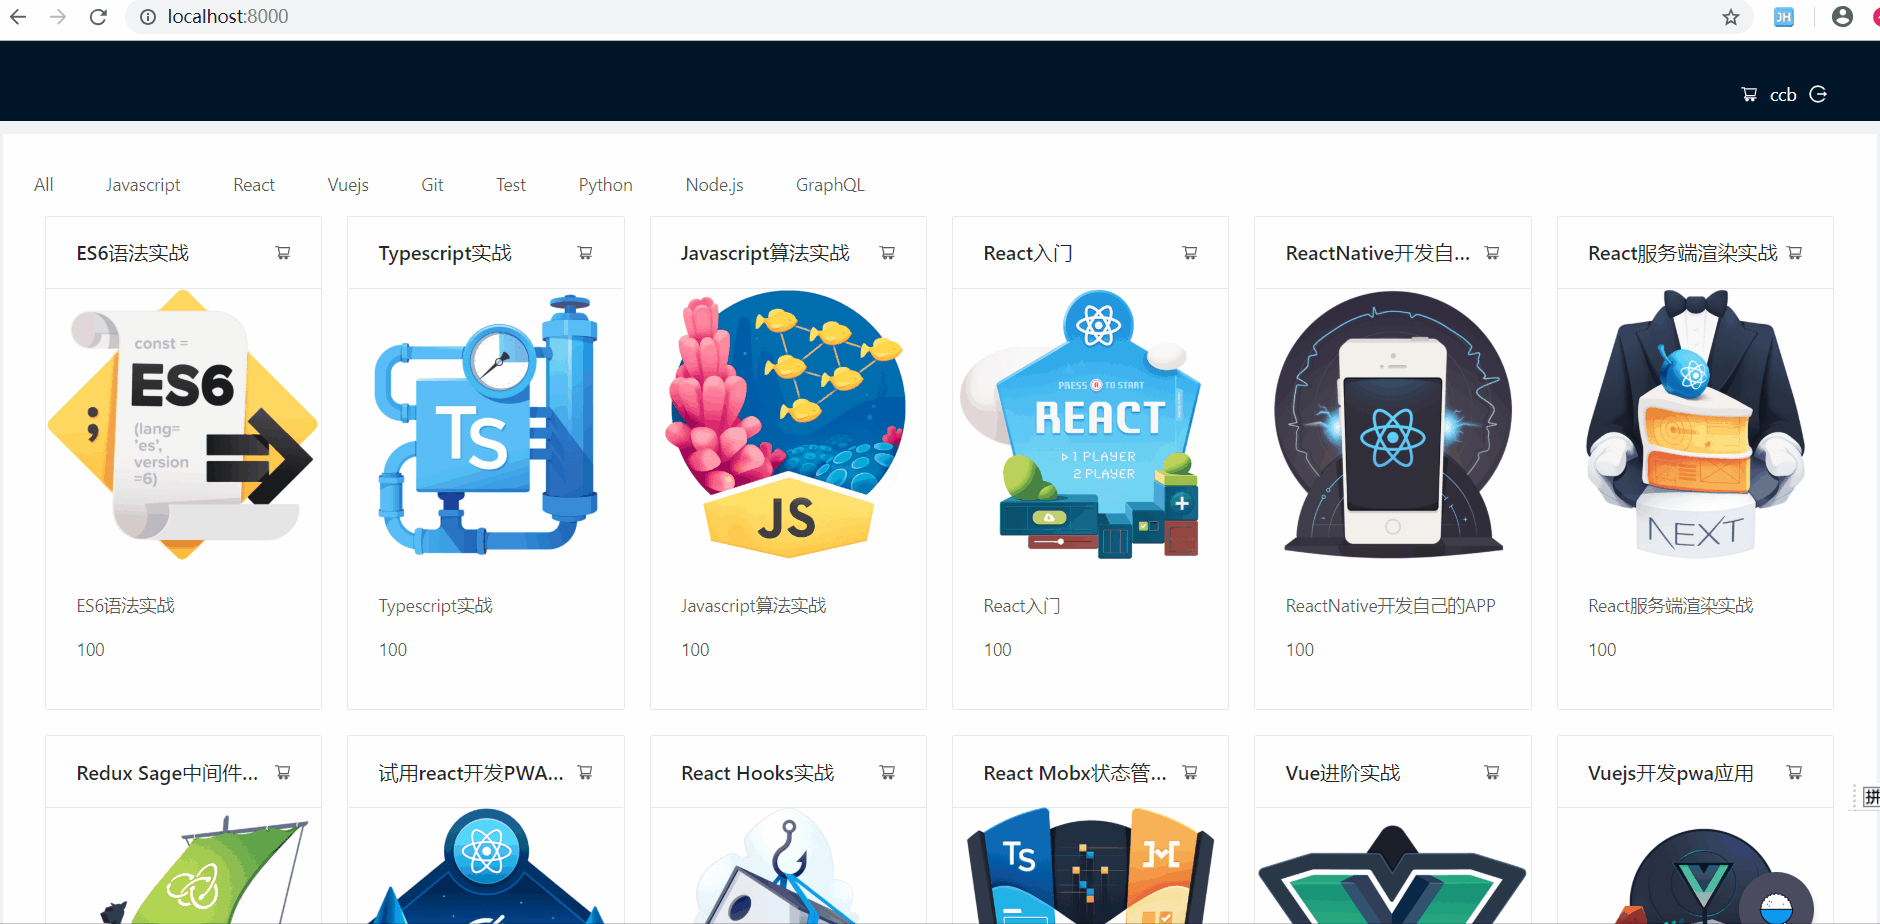 localhost:8000
JH
ccb
All Javascript React Vuejs Git Test Python Node.js GraphQL
ES6语法实战 Typescript实战 Javascript算法实战 React入门 ReactNative开发自... React服务端渲染实战
const =
ES6
;
(lang=
'es',
version
=6)
TS
JS
PRESS R TO START
REACT
1 PLAYER
2 PLAYER
NEXT
ES6语法实战 Typescript实战 Javascript算法实战 React入门 ReactNative开发自己的APP React服务端渲染实战
100 100 100 100 100 100
Redux Sage中间件... 试用react开发PWA... React Hooks实战 React Mobx状态管... Vue进阶实战 Vuejs开发pwa应用
TS
拼